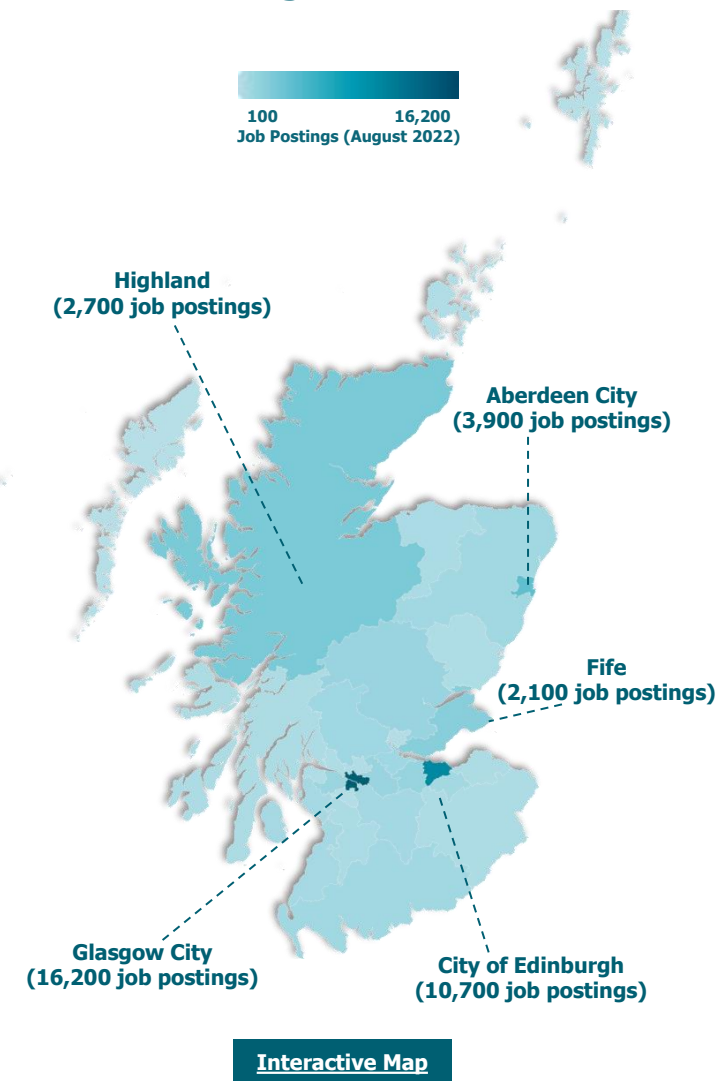 100
16,200
Job Postings (August 2022)
Highland
(2,700 job postings)
Aberdeen City
(3,900 job postings)
Fife
(2,100 job postings)
Glasgow City
(16,200 job postings)
City of Edinburgh
(10,700 job postings)
Interactive Map